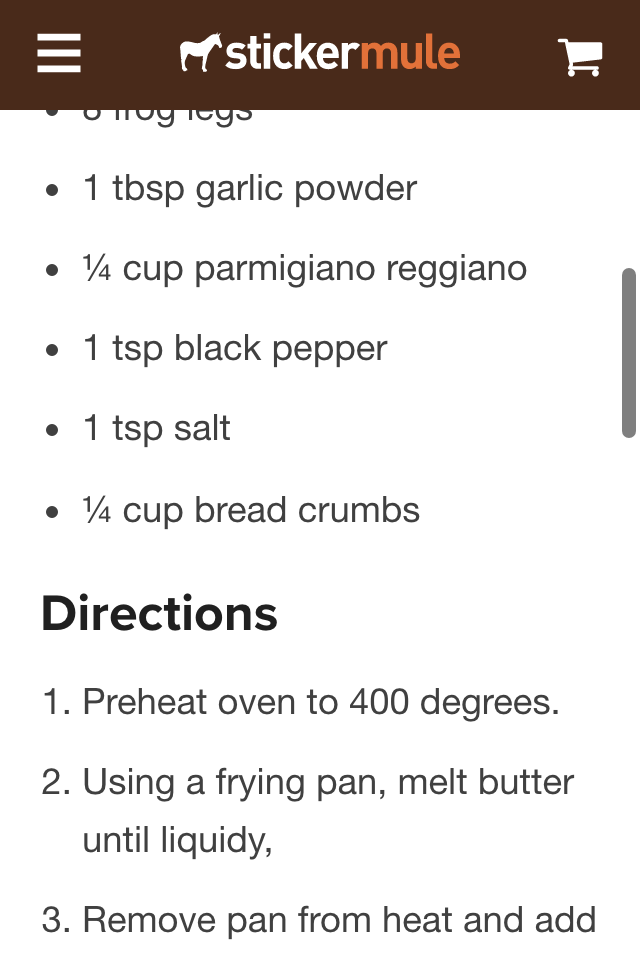 stickermule
8 frog legs
• 1 tbsp garlic powder
• ¼ cup parmigiano reggiano
• 1 tsp black pepper
• 1 tsp salt
• ¼ cup bread crumbs
Directions
1. Preheat oven to 400 degrees.
2. Using a frying pan, melt butter
until liquidy,
3. Remove pan from heat and add